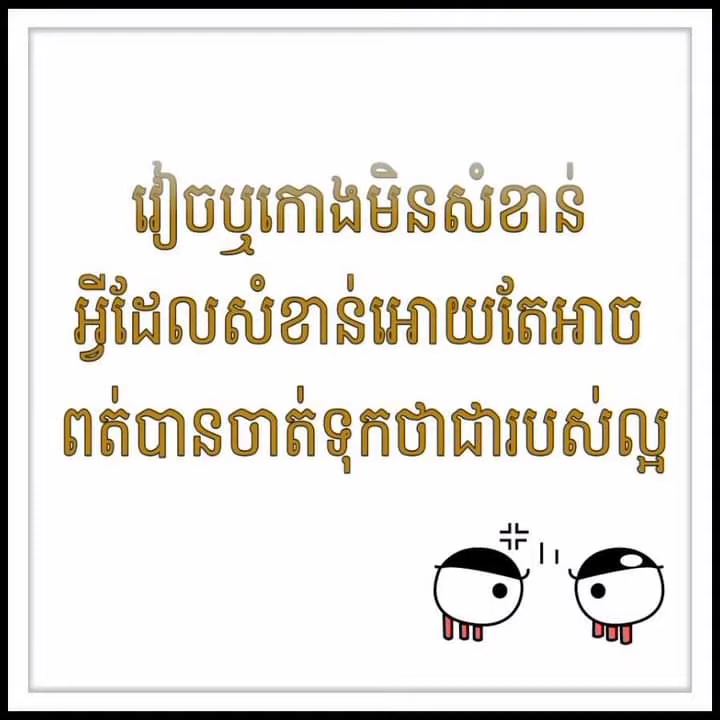 វៀចឬកោងមិនសំខាន់
អ្វីដែលសំខាន់អោយតែអាច
ពត់បានចាត់ទុកថាជារបស់ល្អ